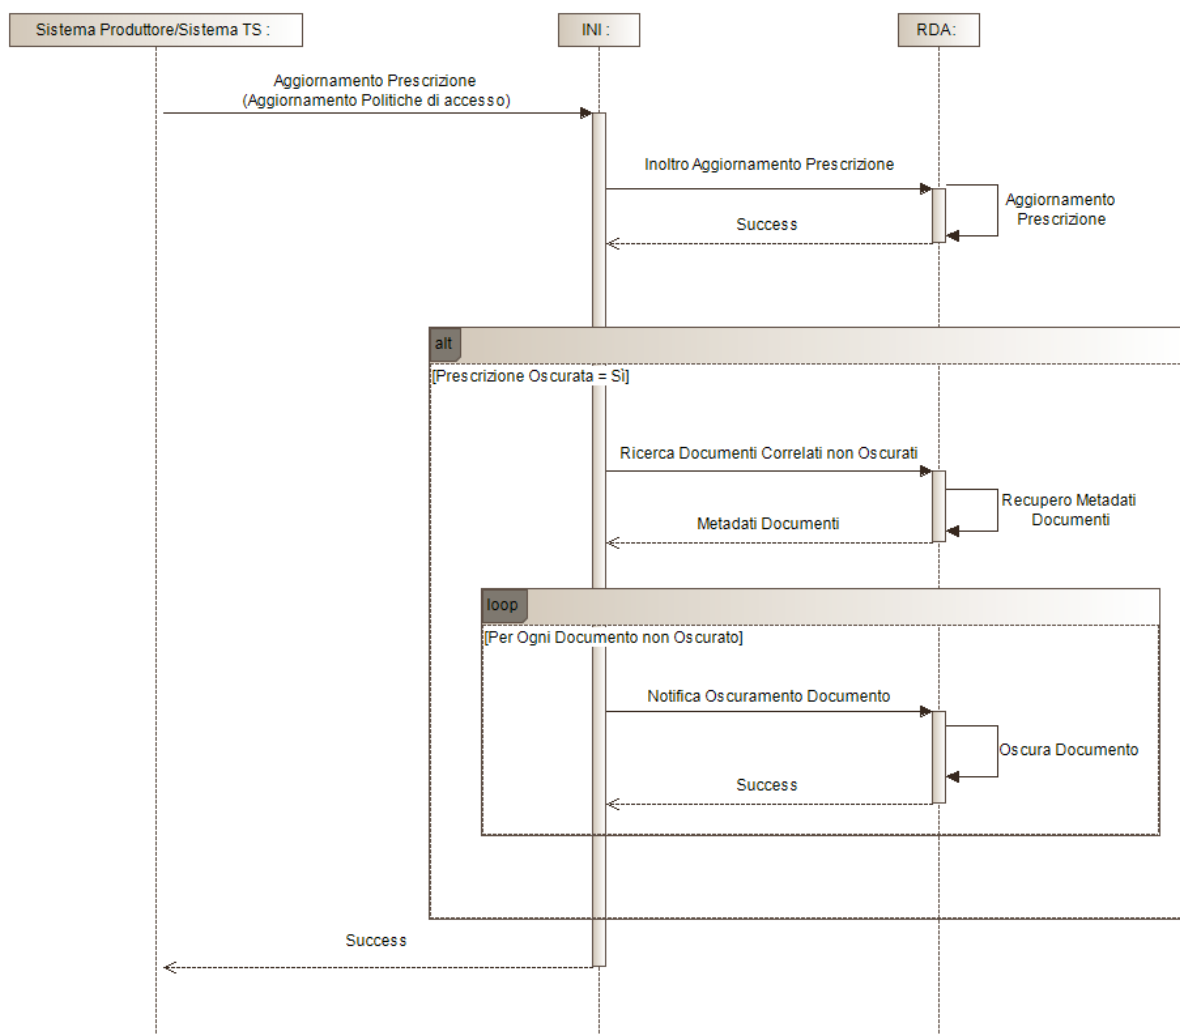 Sistema Produttore/Sistema TS :
INI :
RDA:
Aggiornamento Prescrizione
(Aggiornamento Politiche di accesso)
Inoltro Aggiornamento Prescrizione
Aggiornamento
Prescrizione
Success
alt
[Prescrizione Oscurata = Sì]
Ricerca Documenti Correlati non Oscurati
Recupero Metadati
Documenti
Metadati Documenti
loop
[Per Ogni Documento non Oscurato]
Notifica Oscuramento Documento
Oscura Documento
Success
Success